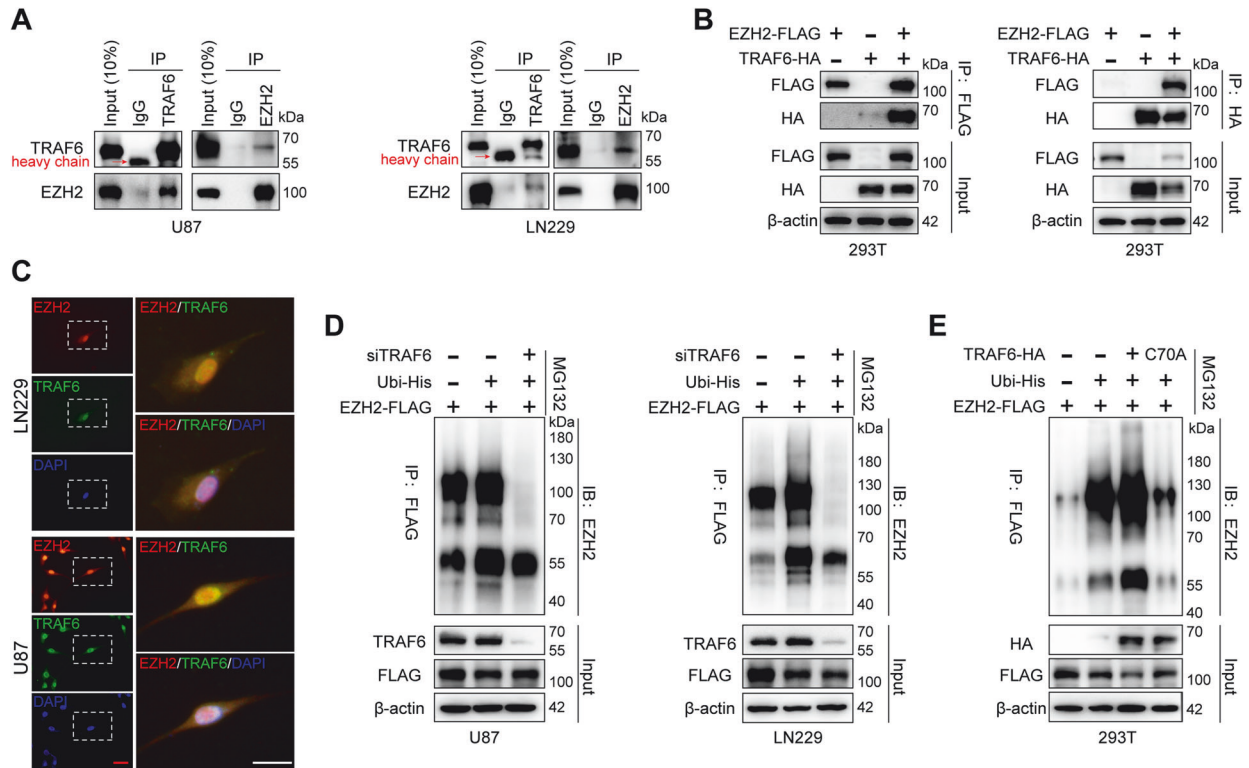 A
Input (10%) IgG TRAF6 Input (10%) IgG EZH2
IP IP
kDa
TRAF6 70
heavy chain 55
EZH2 100
U87
Input (10%) IgG TRAF6 Input (10%) IgG EZH2
IP IP
kDa
TRAF6 70
heavy chain 55
EZH2 100
LN229
B
EZH2-FLAG + - +
TRAF6-HA - + + kDa
FLAG 100
HA 70
IP: FLAG
FLAG 100
HA 70
β-actin 42
Input
293T
EZH2-FLAG + - +
TRAF6-HA - + + kDa
FLAG 100
HA 70
IP: HA
FLAG 100
HA 70
β-actin 42
Input
293T
C
LN229
EZH2 EZH2/TRAF6
TRAF6
DAPI EZH2/TRAF6/DAPI
U87
EZH2 EZH2/TRAF6
TRAF6
DAPI EZH2/TRAF6/DAPI
D
siTRAF6 - - +
Ubi-His - + +
EZH2-FLAG + + +
MG132
kDa
180
130
100
70
55
40
IP: FLAG
IB: EZH2
TRAF6 70
55
FLAG 100
β-actin 42
Input
U87
siTRAF6 - - +
Ubi-His - + +
EZH2-FLAG + + +
MG132
kDa
180
130
100
70
55
40
IP: FLAG
IB: EZH2
TRAF6 70
55
FLAG 100
β-actin 42
Input
LN229
E
TRAF6-HA - - + C70A
Ubi-His - + + +
EZH2-FLAG + + + +
MG132
kDa
180
130
100
70
55
40
IP: FLAG
IB: EZH2
HA 70
FLAG 100
β-actin 42
Input
293T